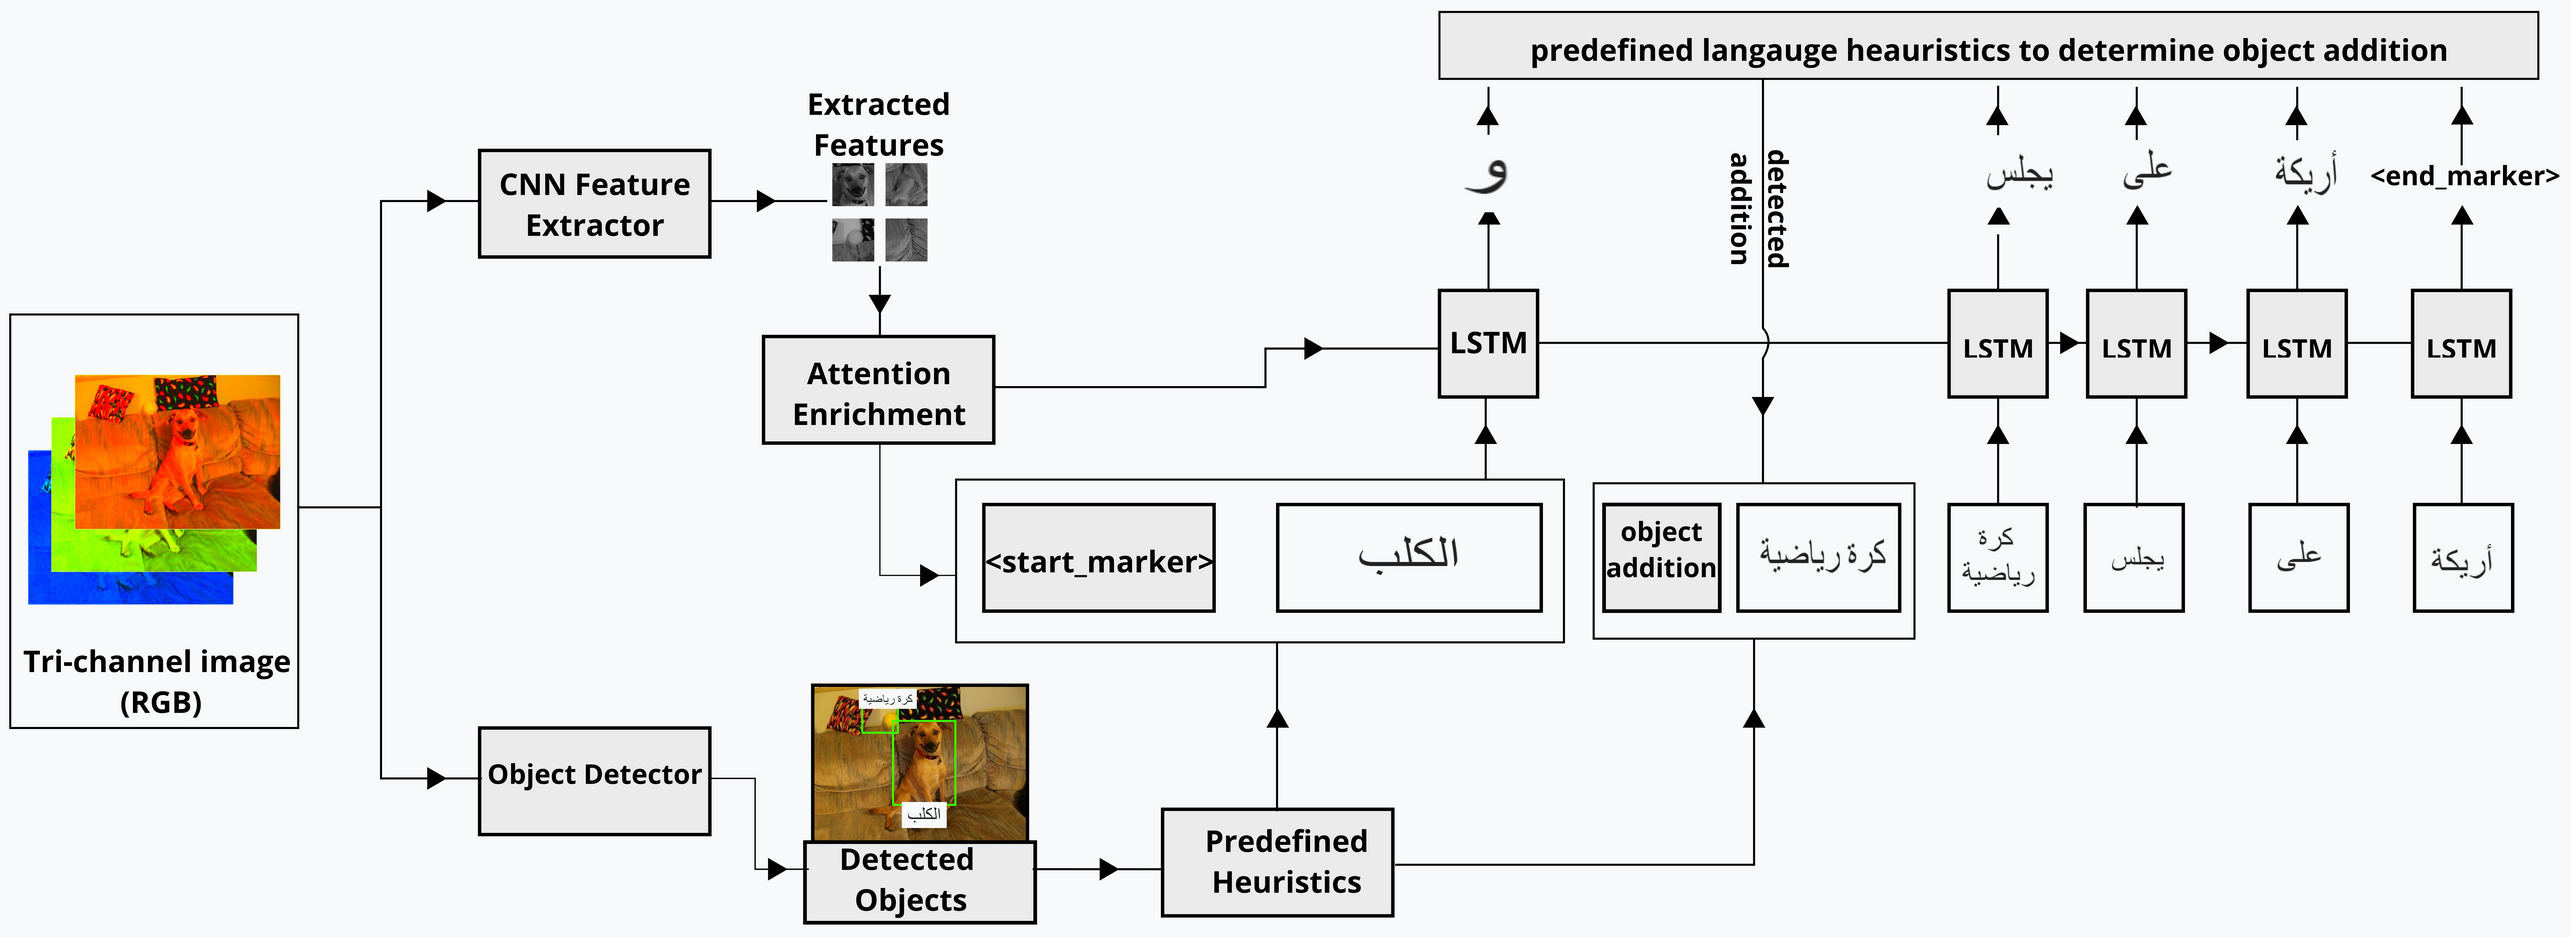 predefined langauge heauristics to determine object addition
Extracted
Features
CNN Feature
Extractor
و
detected
addition
يجلس
على
أريكة
<end_marker>
Attention
Enrichment
LSTM
LSTM
LSTM
LSTM
LSTM
<start_marker>
الكلب
object
addition
كرة رياضية
كرة
رياضية
يجلس
على
أريكة
Tri-channel image
(RGB)
Object Detector
كرة رياضية
الكلب
Detected
Objects
Predefined
Heuristics